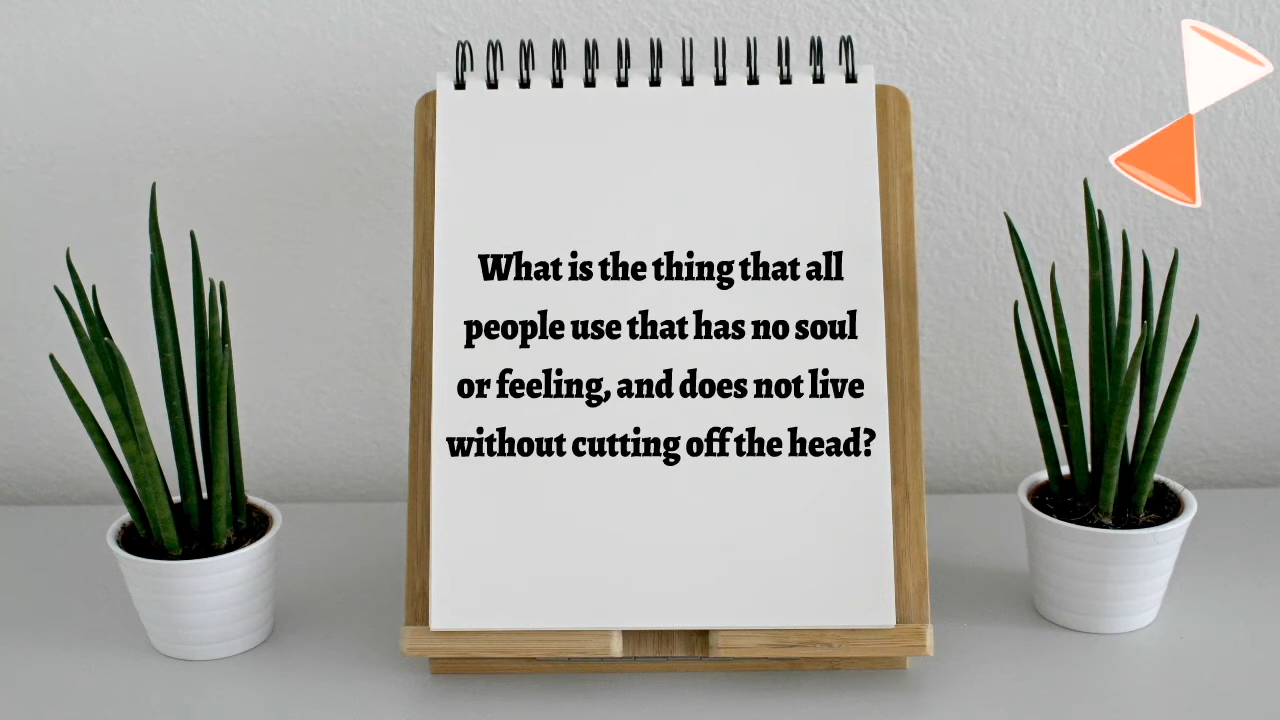 What is the thing that all
people use that has no soul
or feeling, and does not live
without cutting off the head?